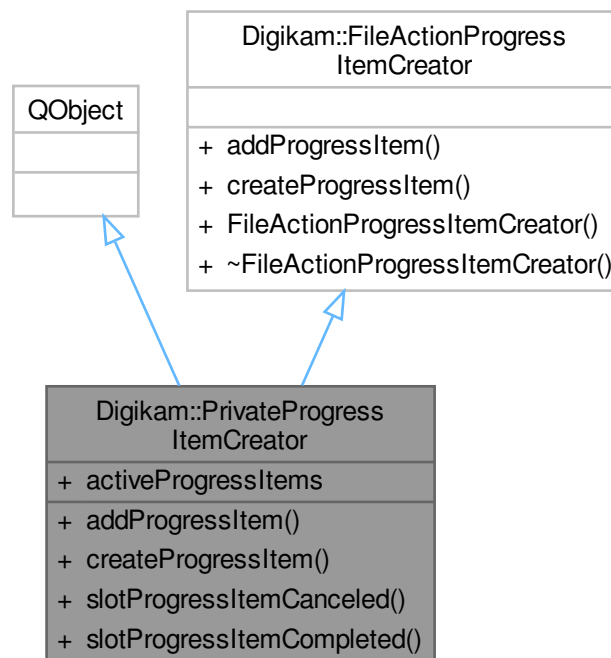 Digikam::FileActionProgress
ItemCreator
+ addProgressItem()
+ createProgressItem()
+ FileActionProgressItemCreator()
+ ~FileActionProgressItemCreator()
QObject
Digikam::PrivateProgress
ItemCreator
+ activeProgressItems
+ addProgressItem()
+ createProgressItem()
+ slotProgressItemCanceled()
+ slotProgressItemCompleted()